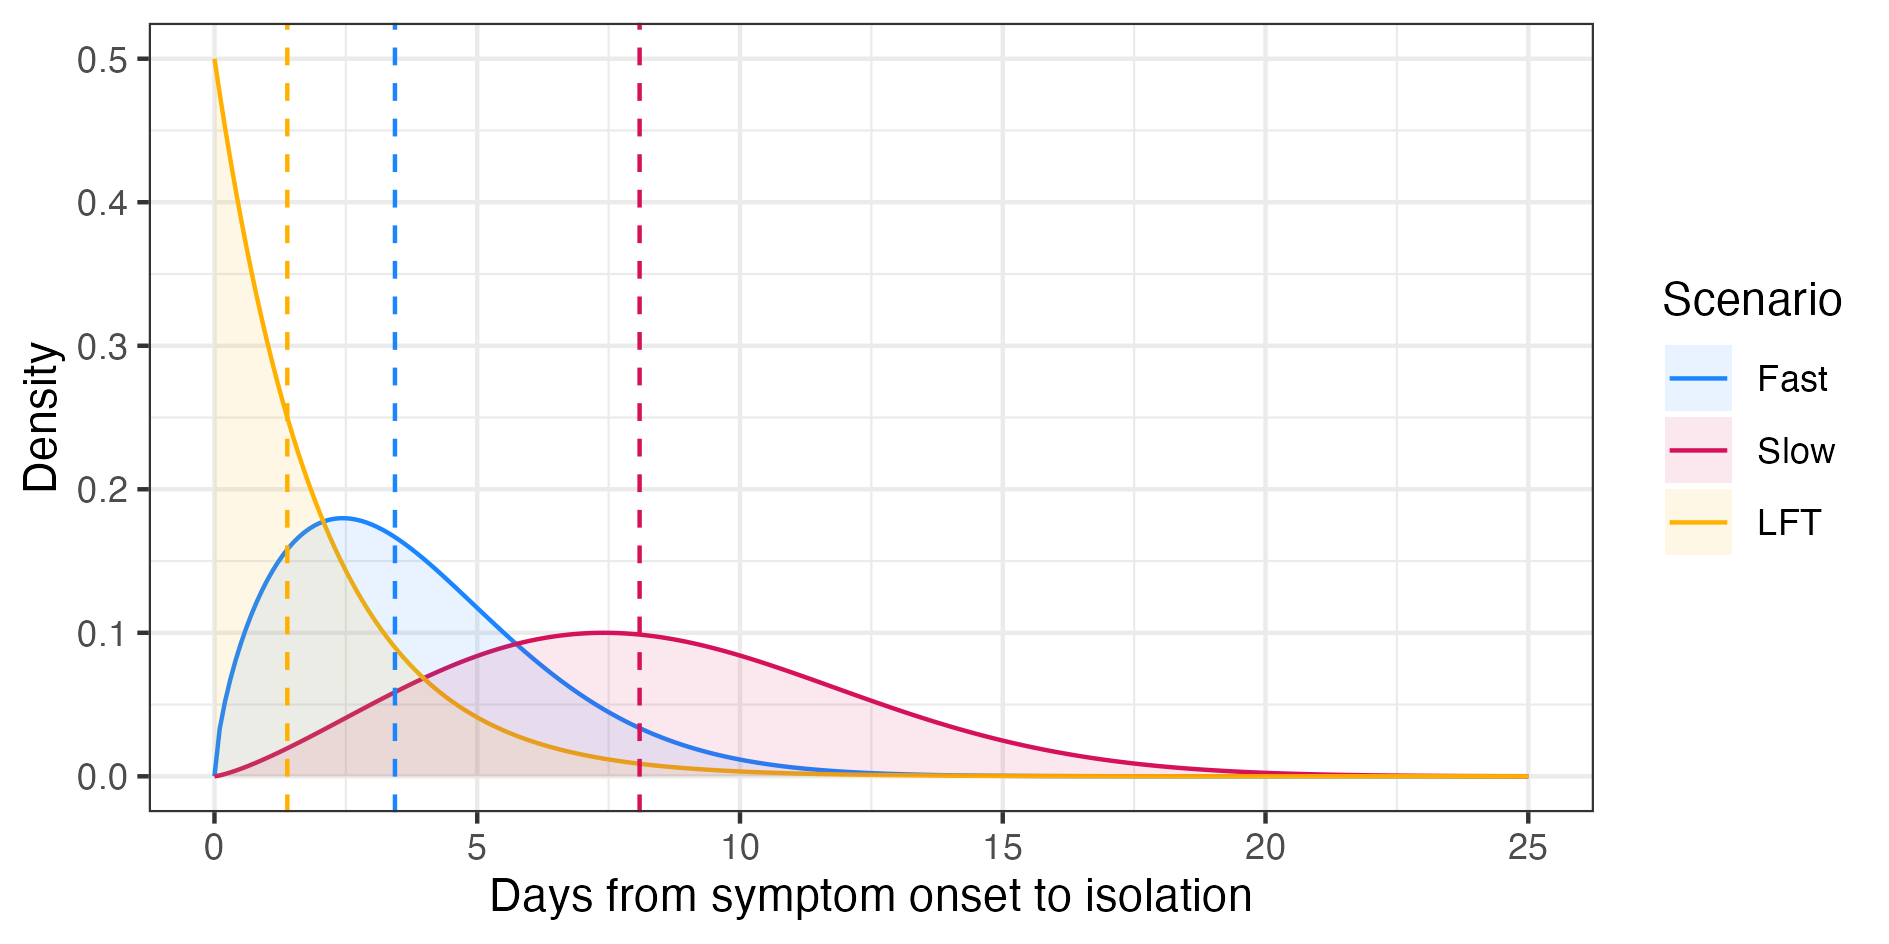 0.5
0.4
0.3
0.2
0.1
0.0
Density
0 5 10 15 20 25
Days from symptom onset to isolation
Scenario
Fast
Slow
LFT